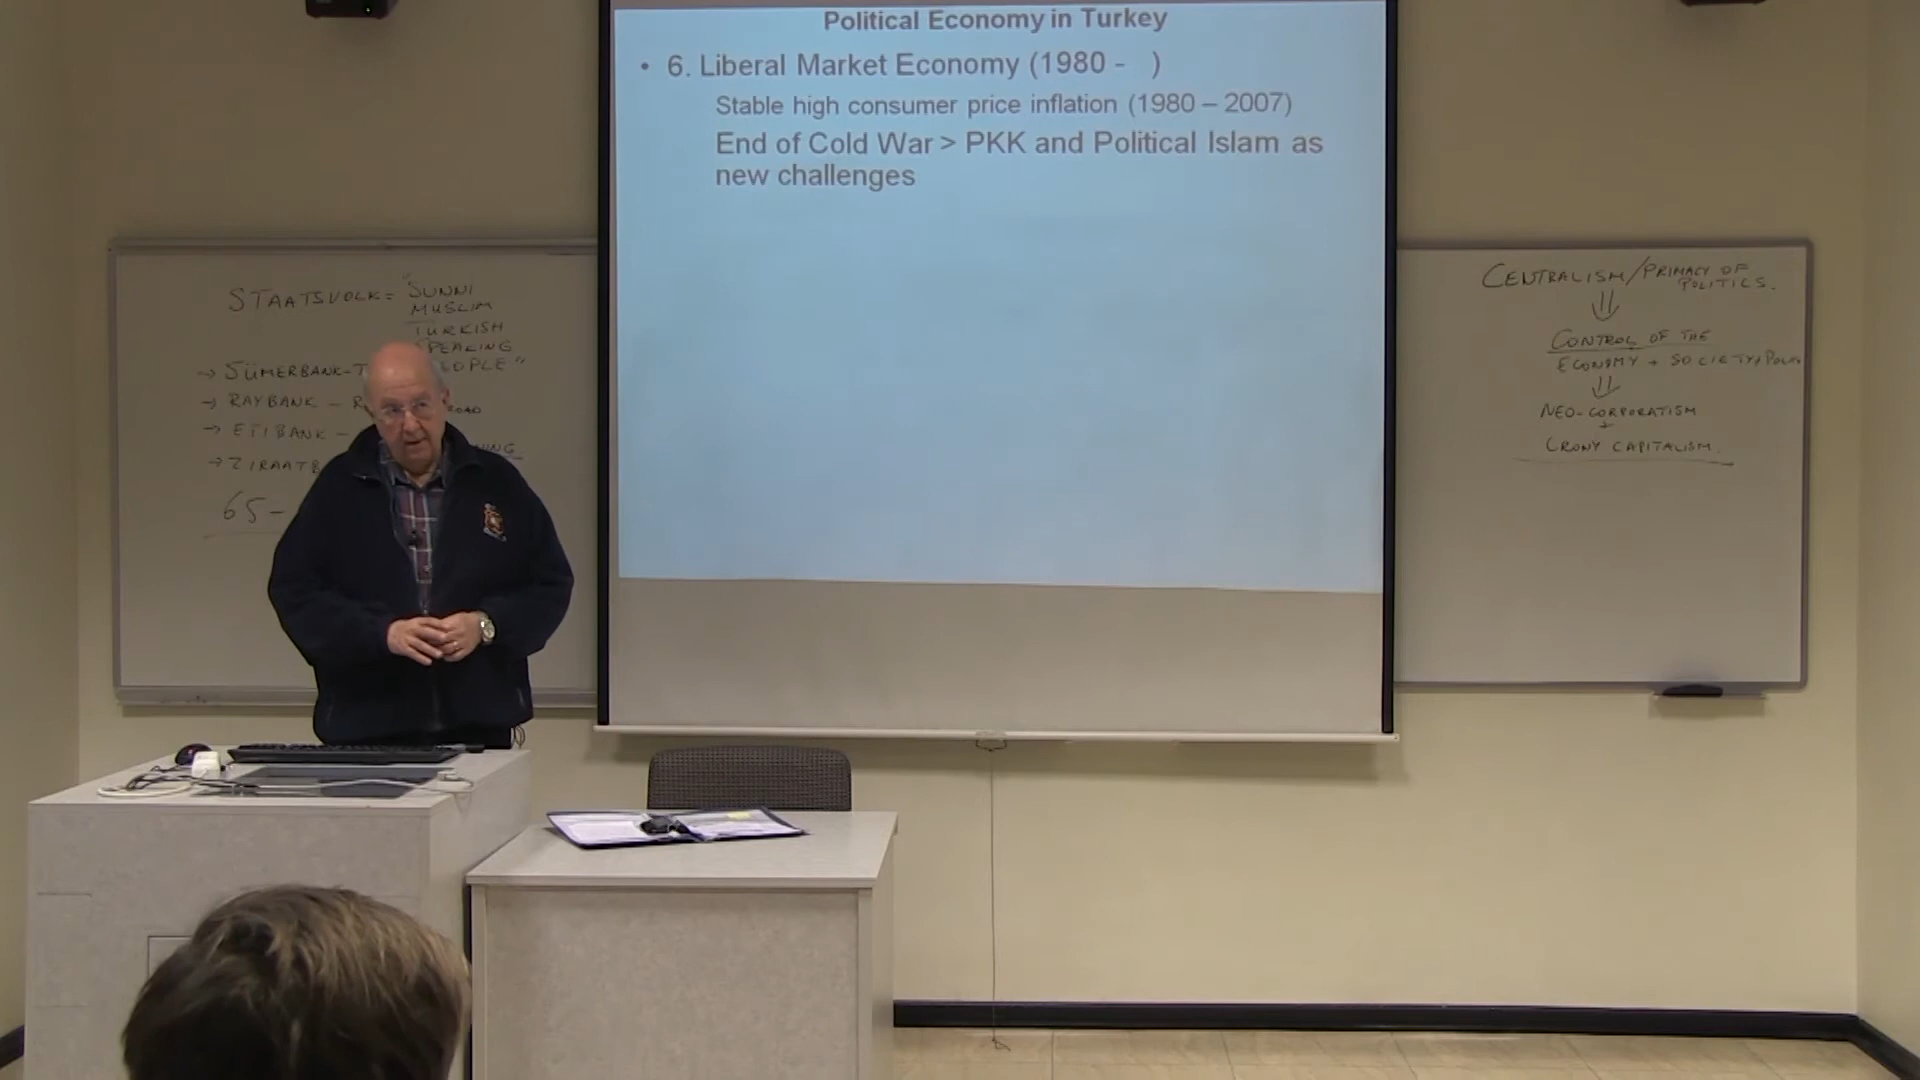 Political Economy in Turkey
• 6. Liberal Market Economy (1980 - )
Stable high consumer price inflation (1980 – 2007)
End of Cold War > PKK and Political Islam as
new challenges
STAATSVOLK = "SUNNI
MUSLIM
TURKISH
SPEAKING
PEOPLE"
→ SÜMERBANK-T
→ RAYBANK – R ROAD
→ ETIBANK –
→ ZIRAATB
65-
CENTRALISM/PRIMACY OF
POLITICS.
⇓
CONTROL OF THE
ECONOMY + SOCIETY+
⇓
NEO-CORPORATISM
+
CRONY CAPITALISM.